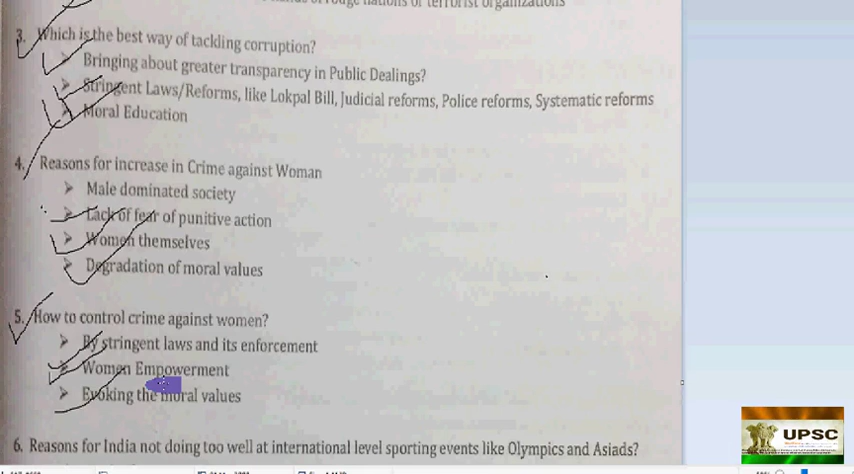 nations or terrorist organizations
3. Which is the best way of tackling corruption?
Bringing about greater transparency in Public Dealings?
Stringent Laws/Reforms, like Lokpal Bill, Judicial reforms, Police reforms, Systematic reforms
Moral Education
4. Reasons for increase in Crime against Woman
Male dominated society
Lack of fear of punitive action
Women themselves
Degradation of moral values
5. How to control crime against women?
By stringent laws and its enforcement
Women Empowerment
Evoking the moral values
6. Reasons for India not doing too well at international level sporting events like Olympics and Asiads?
UPSC